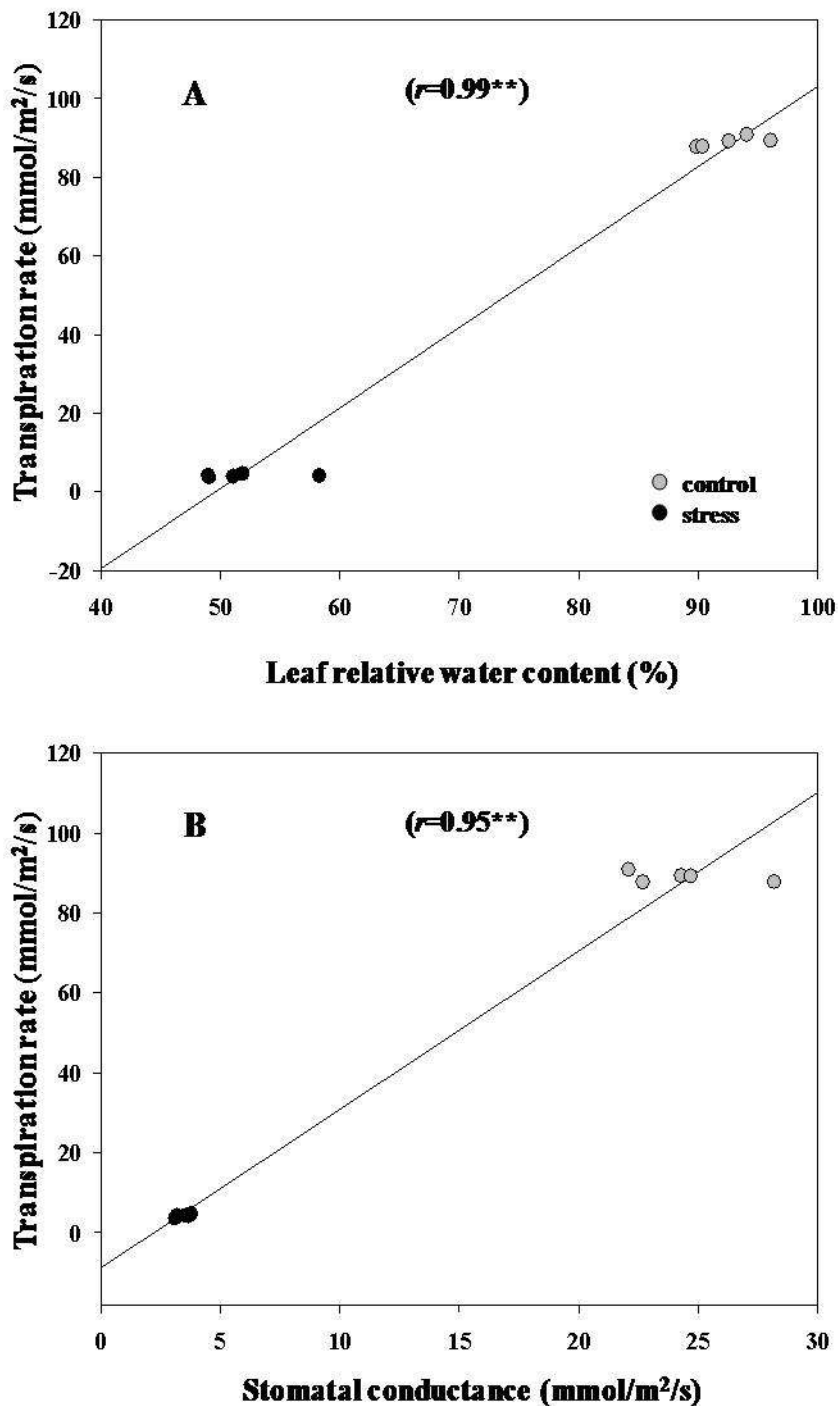 120
100
80
60
40
20
0
-20
Transpiration rate (mmol/m²/s)
A
(r=0.99**)
control
stress
40 50 60 70 80 90 100
Leaf relative water content (%)
120
100
80
60
40
20
0
Transpiration rate (mmol/m²/s)
B
(r=0.95**)
0 5 10 15 20 25 30
Stomatal conductance (mmol/m²/s)